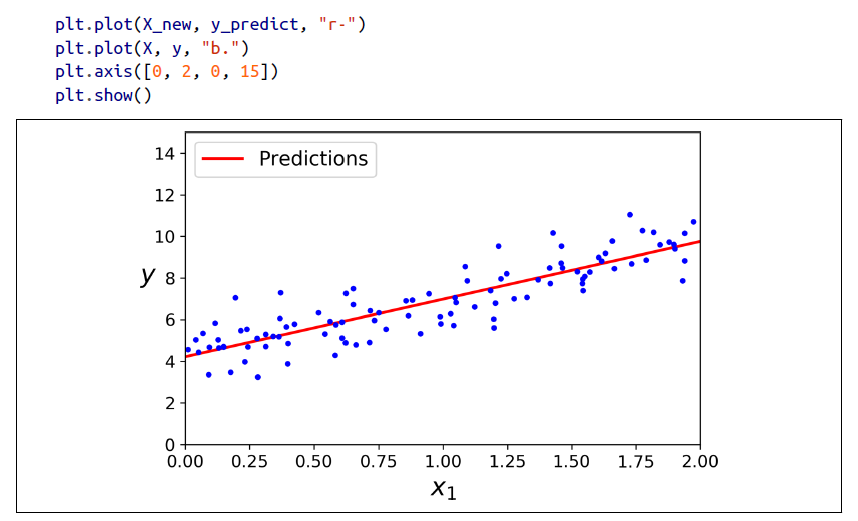 plt.plot(X_new, y_predict, "r-")
plt.plot(X, y, "b.")
plt.axis([0, 2, 0, 15])
plt.show()
Predictions
14
12
10
8
6
4
2
0
y
0.00 0.25 0.50 0.75 1.00 1.25 1.50 1.75 2.00
x₁